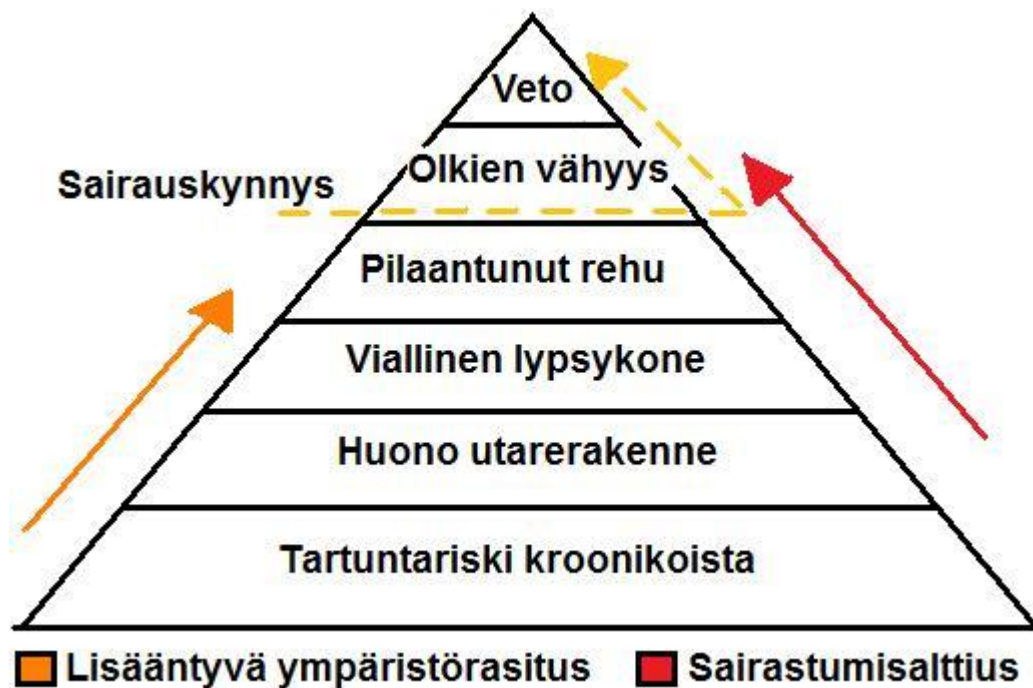 Veto
Olkien vähyys
Sairauskynnys
Pilaantunut rehu
Viallinen lypsykone
Huono utarerakenne
Tartuntariski kroonikoista
Lisääntyvä ympäristörasitus
Sairastumisalttius